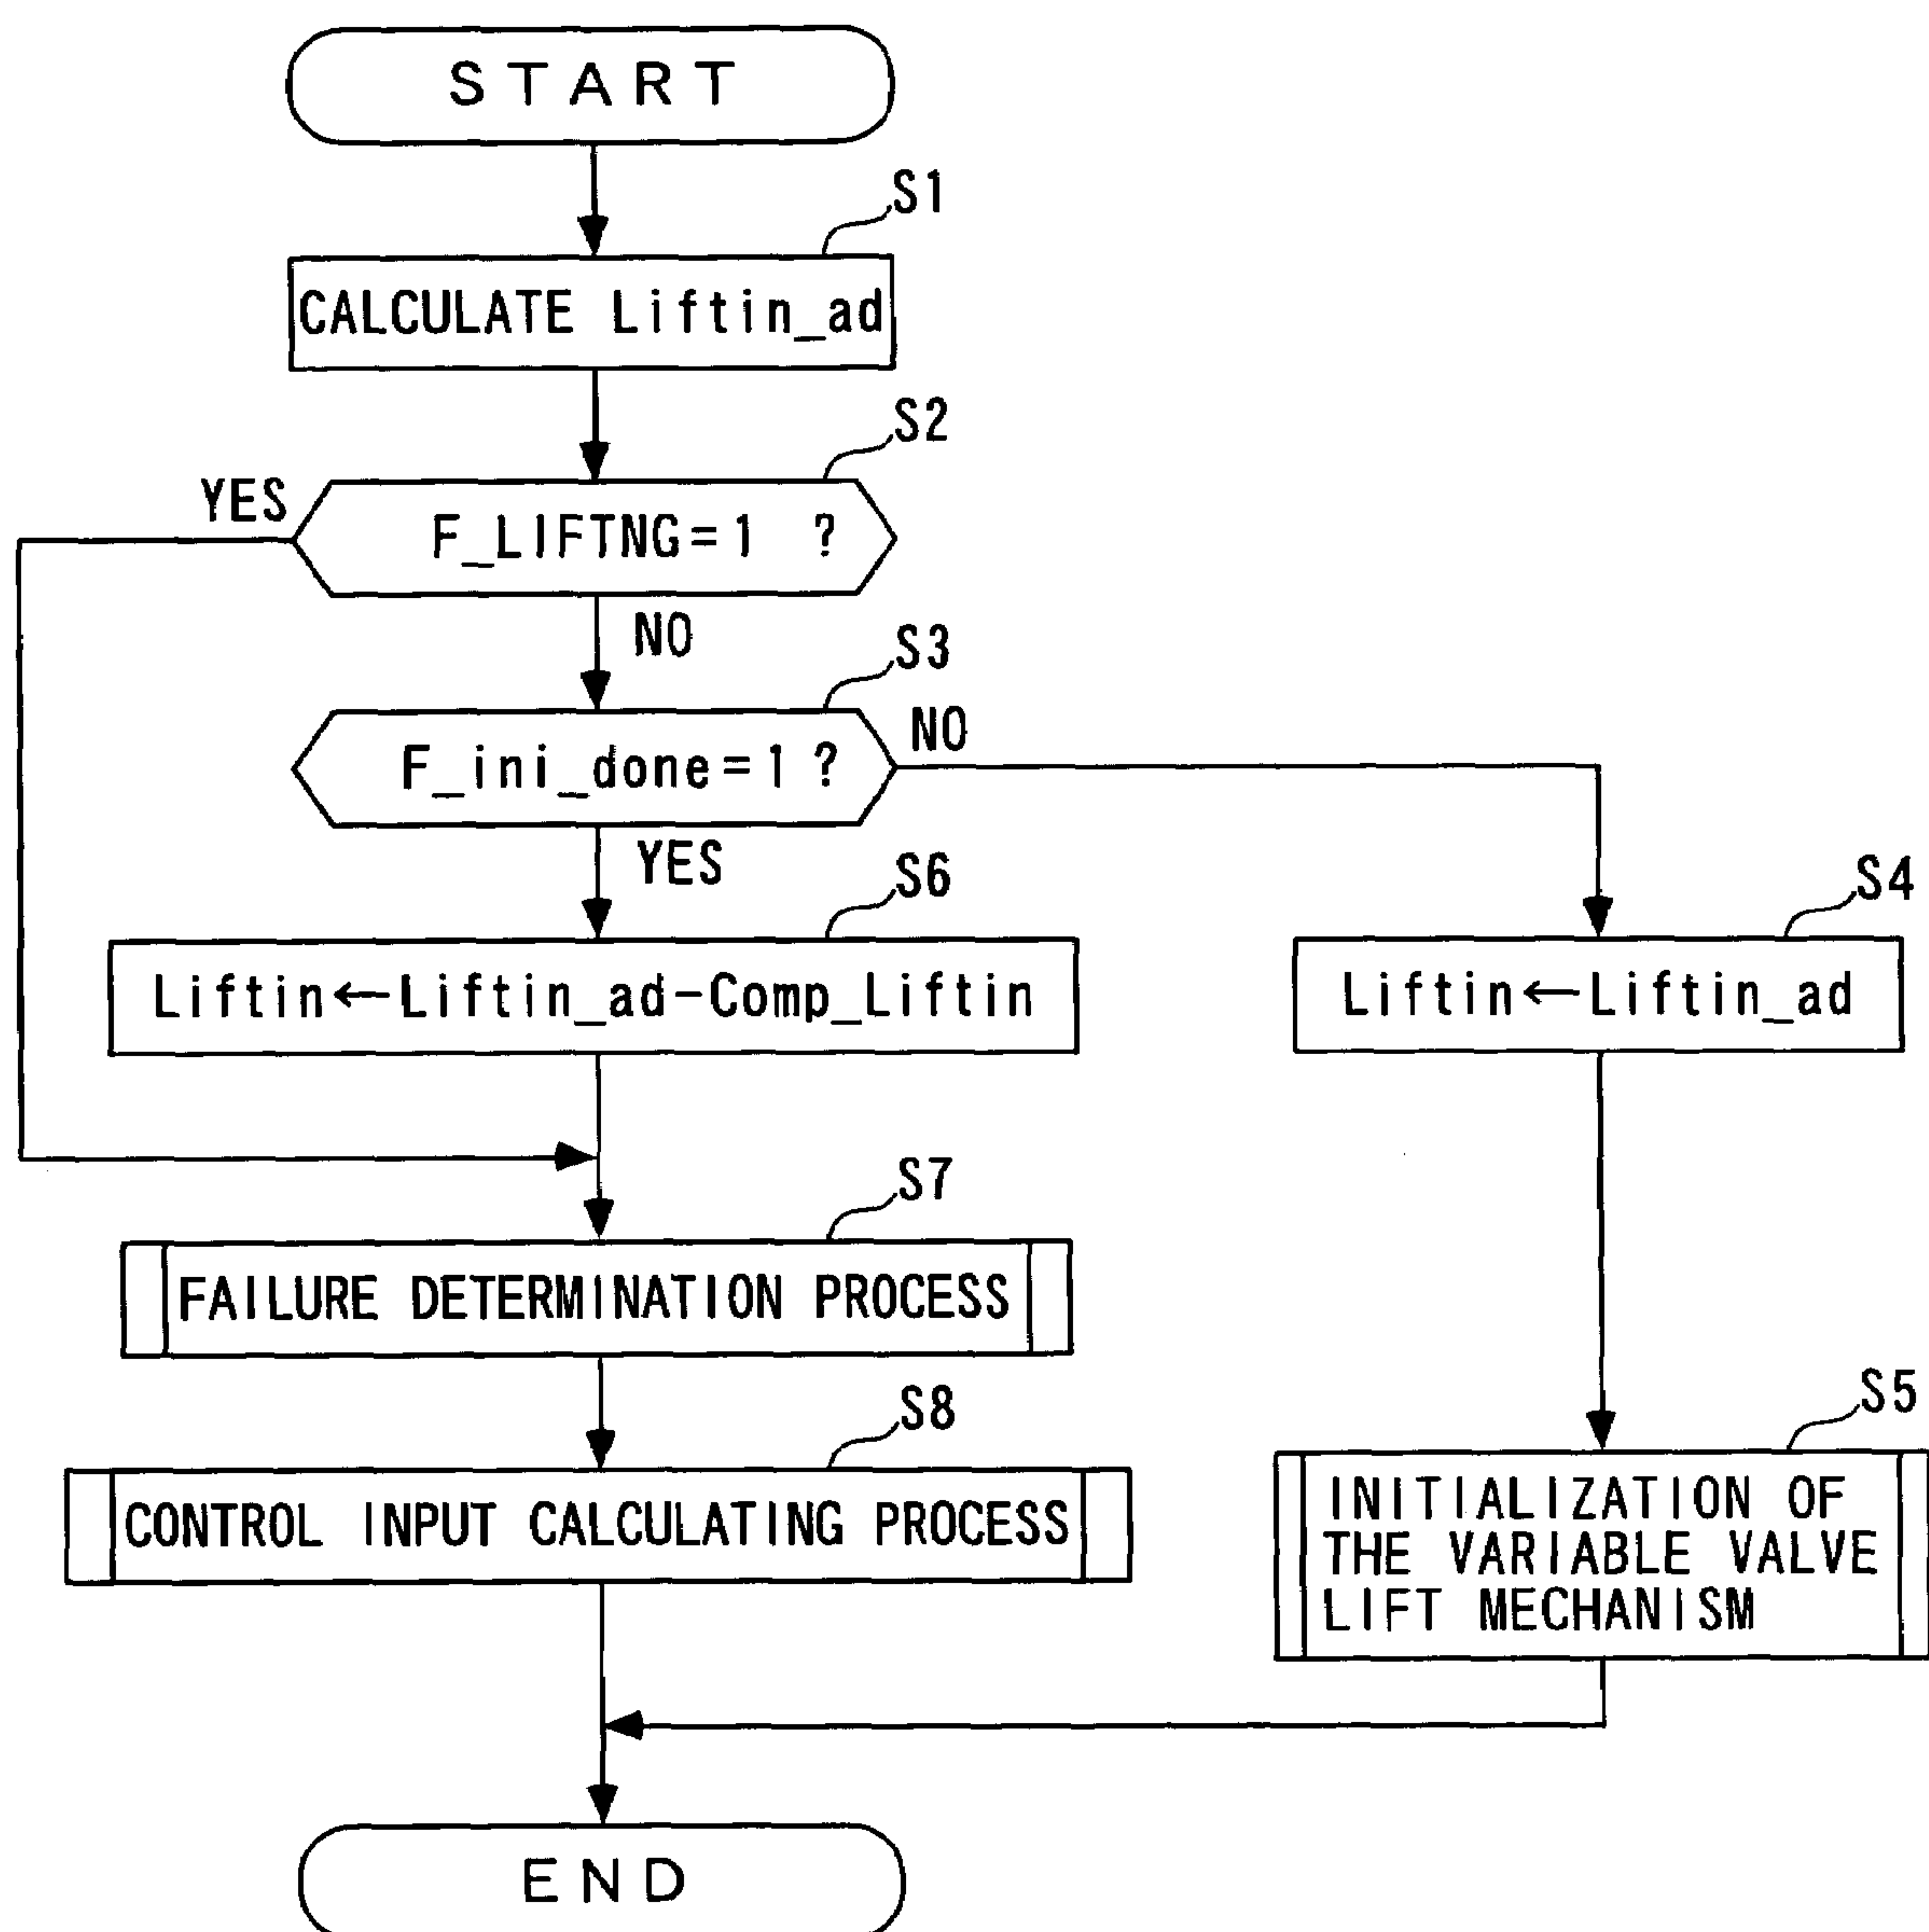 START
S1
CALCULATE Liftin_ad
S2
YES
F_LIFTNG=1 ?
NO
S3
F_ini_done=1 ?
NO
YES
S6
Liftin←Liftin_ad-Comp_Liftin
S4
Liftin←Liftin_ad
S7
FAILURE DETERMINATION PROCESS
S8
CONTROL INPUT CALCULATING PROCESS
S5
INITIALIZATION OF
THE VARIABLE VALVE
LIFT MECHANISM
END